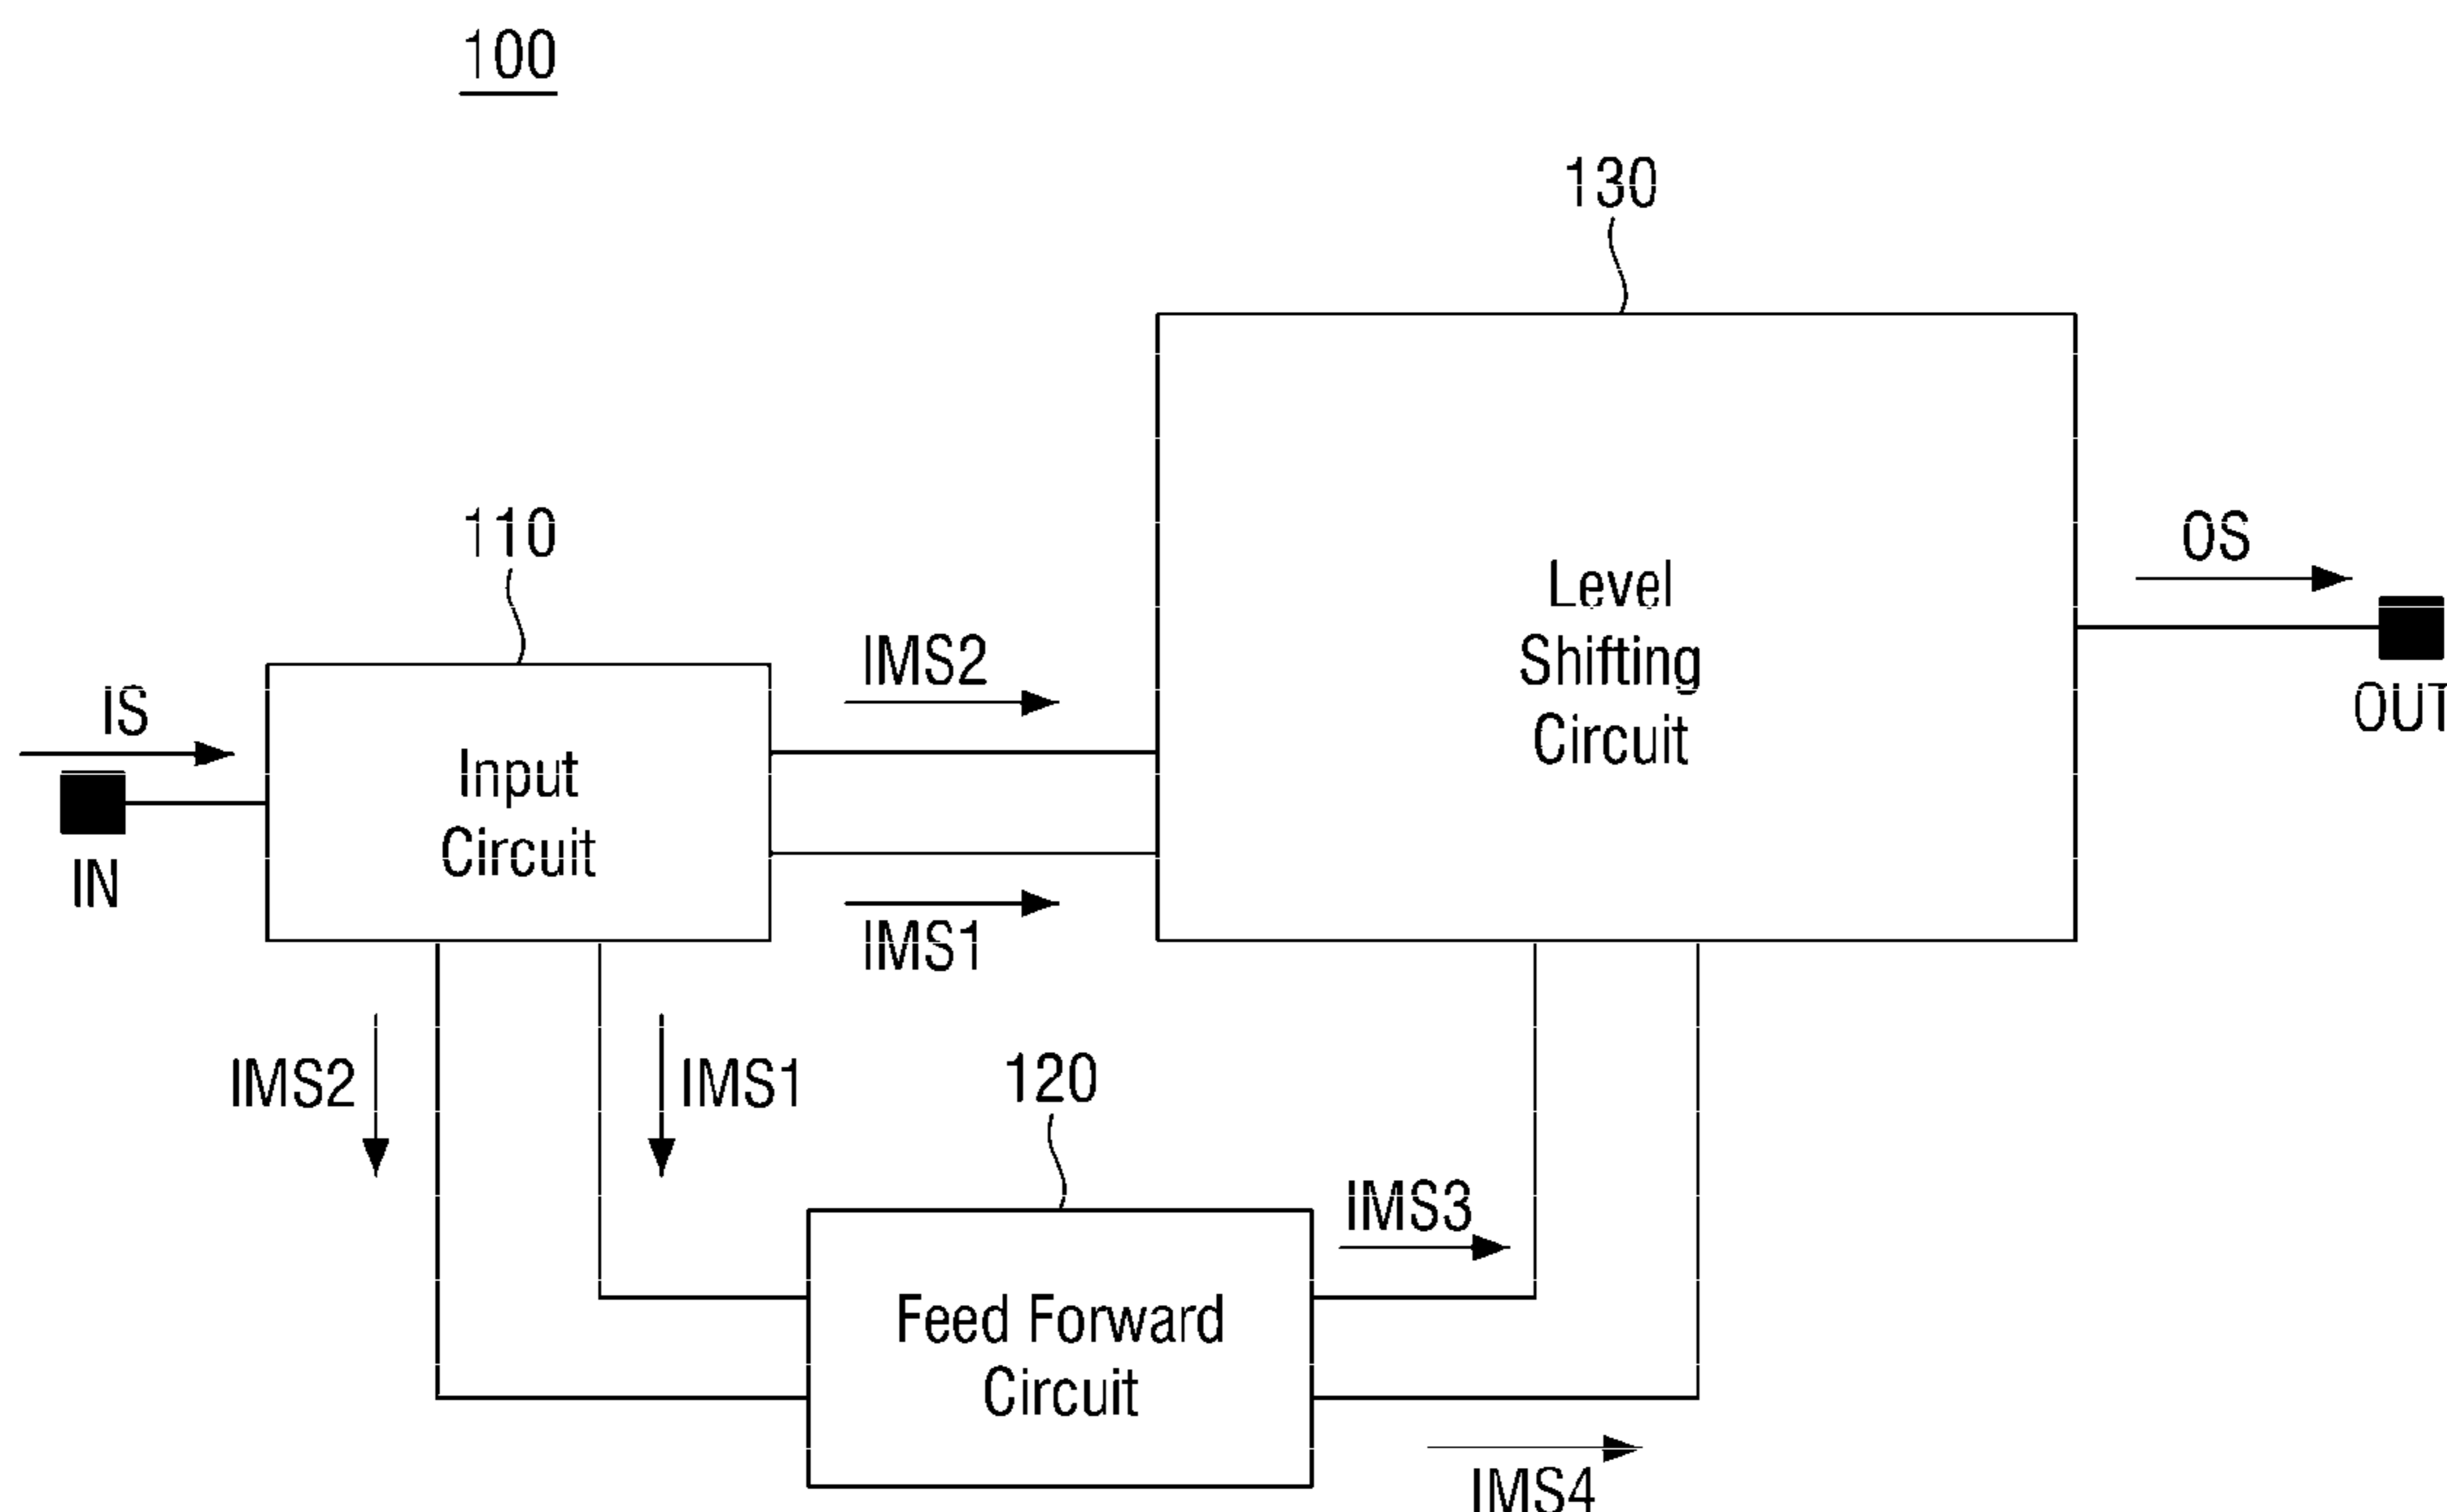 100
130
110
OS
IMS2
Level
Shifting
Circuit
IS
OUT
Input
Circuit
IN
IMS1
IMS2
IMS1
120
IMS3
Feed Forward
Circuit
IMS4